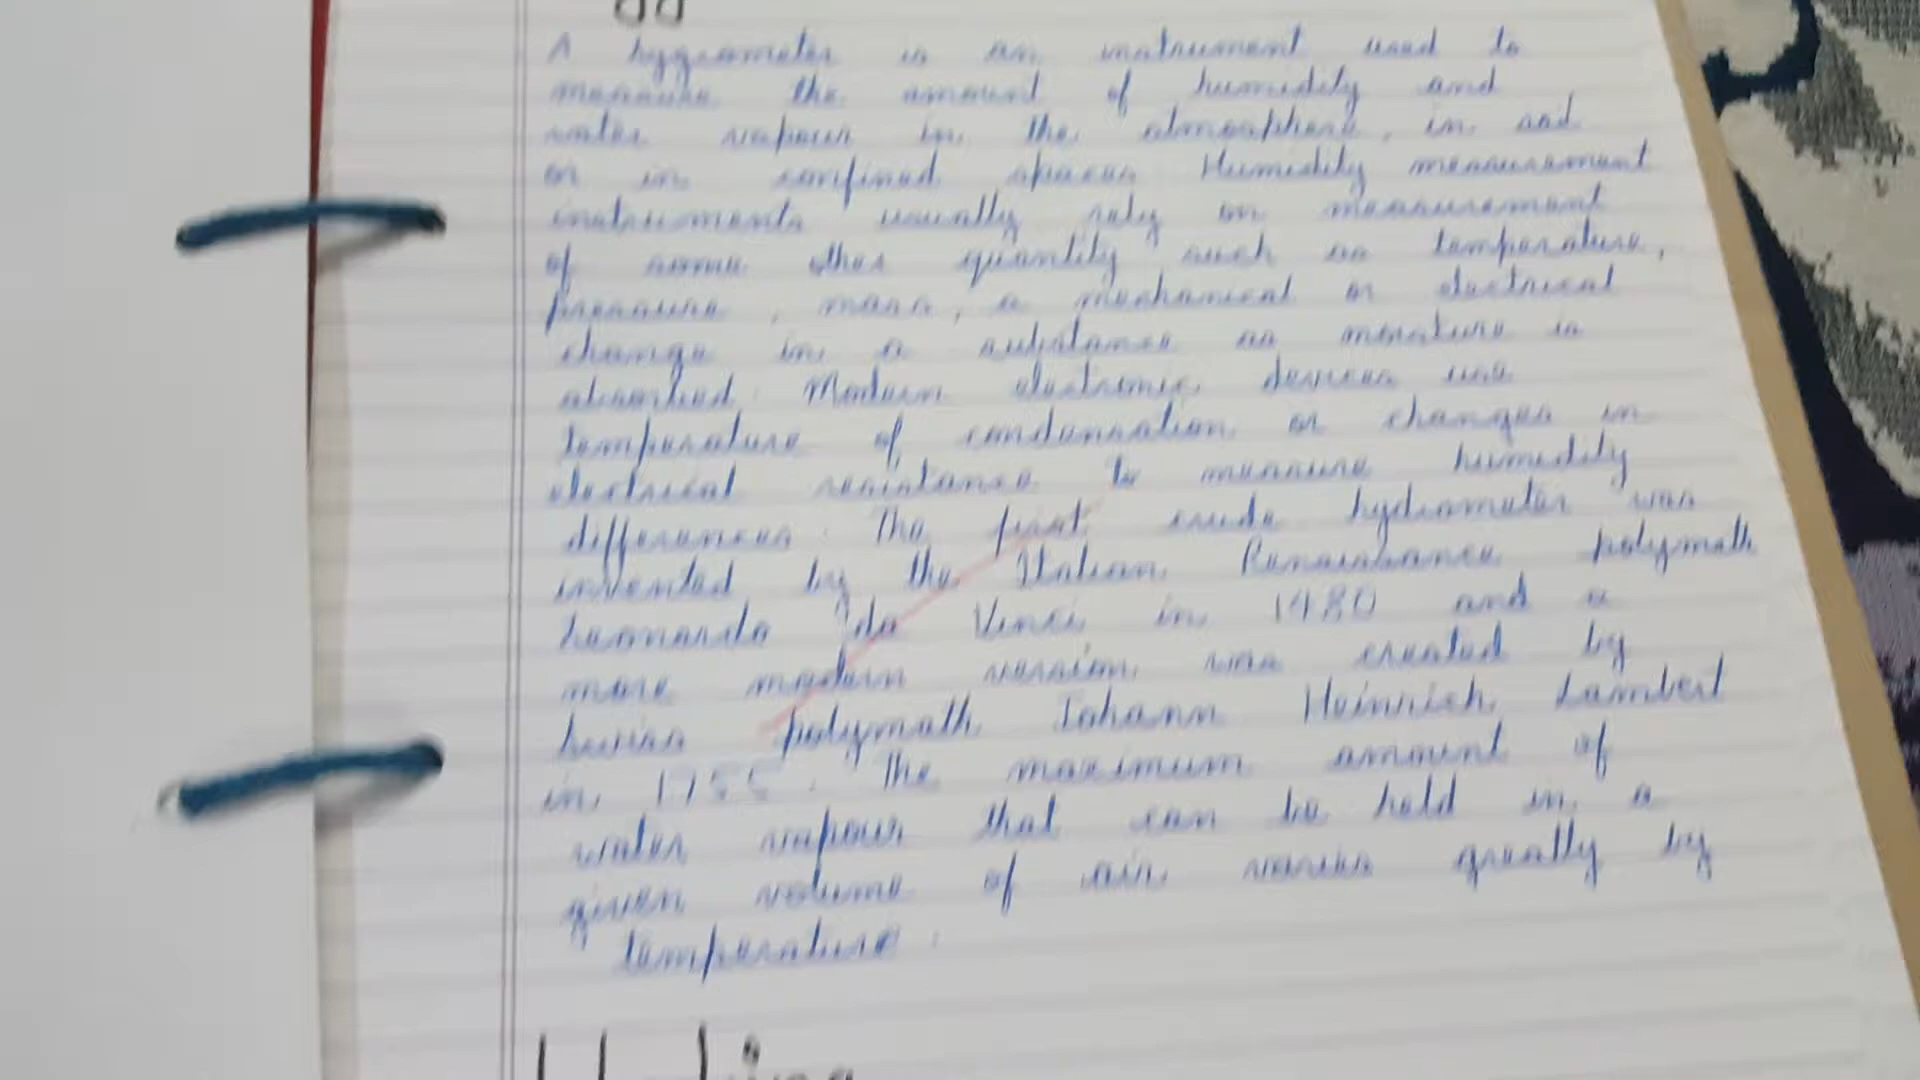 A hygrometer is an instrument used to
measure the amount of humidity and
water vapour in the atmosphere, in soil
or in confined spaces Humidity measurement
instruments usually rely on measurement
of some other quantity such as temperature,
pressure, mass, a mechanical or electrical
change in a substance as moisture is
absorbed. Modern electronic devices use
temperature of condensation or changes in
electrical resistance to measure humidity
differences. The first crude hydrometer was
invented by the Italian Renaissance polymath
Leonardo da Vinci in 1480 and a
more modern version was created by
polymath Johann Heinrich Lambert
in 1755. The maximum amount of
water vapour that can be held in a
given volume of air varies greatly by
temperature.